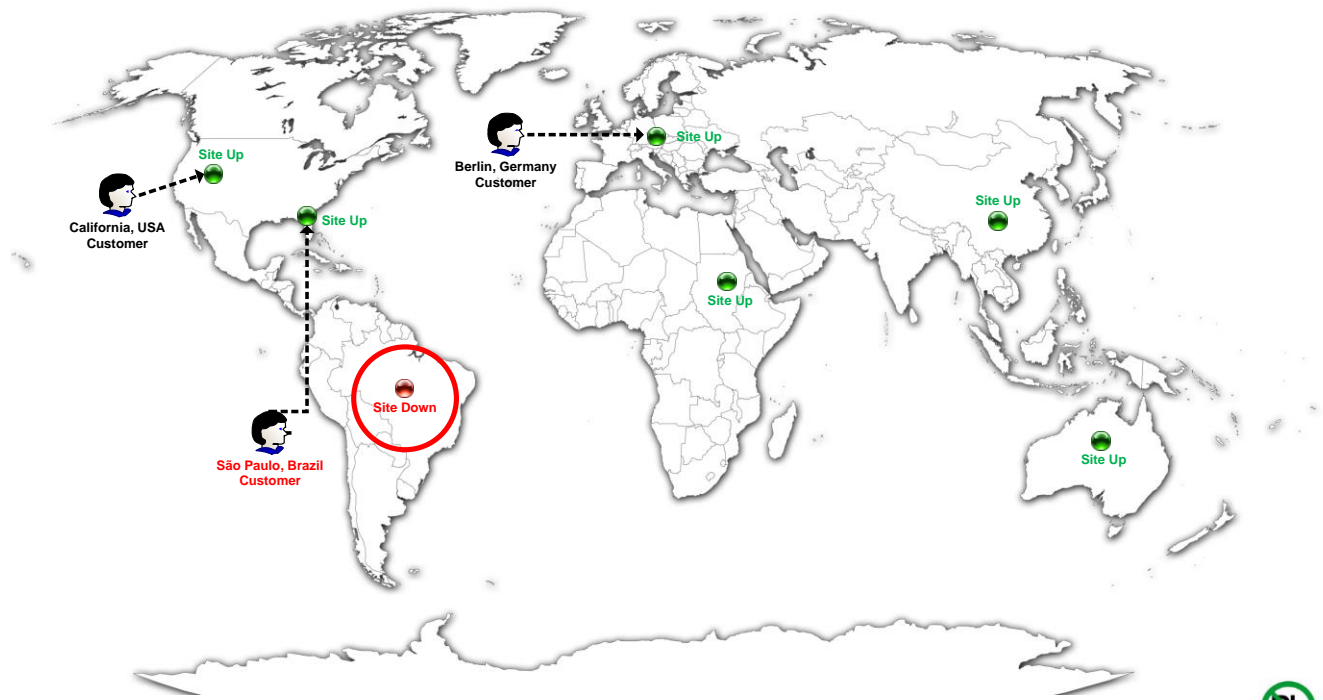 Site Up
California, USA
Customer
Site Up
Berlin, Germany
Customer
Site Up
Site Up
Site Up
Site Down
São Paulo, Brazil
Customer
Site Up